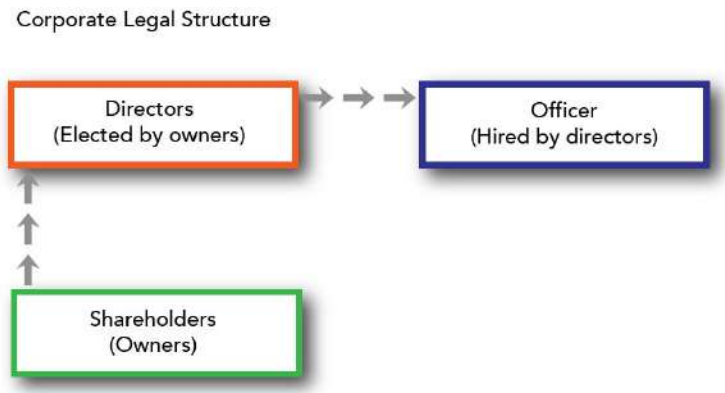 Corporate Legal Structure
Directors
(Elected by owners)
Officer
(Hired by directors)
Shareholders
(Owners)